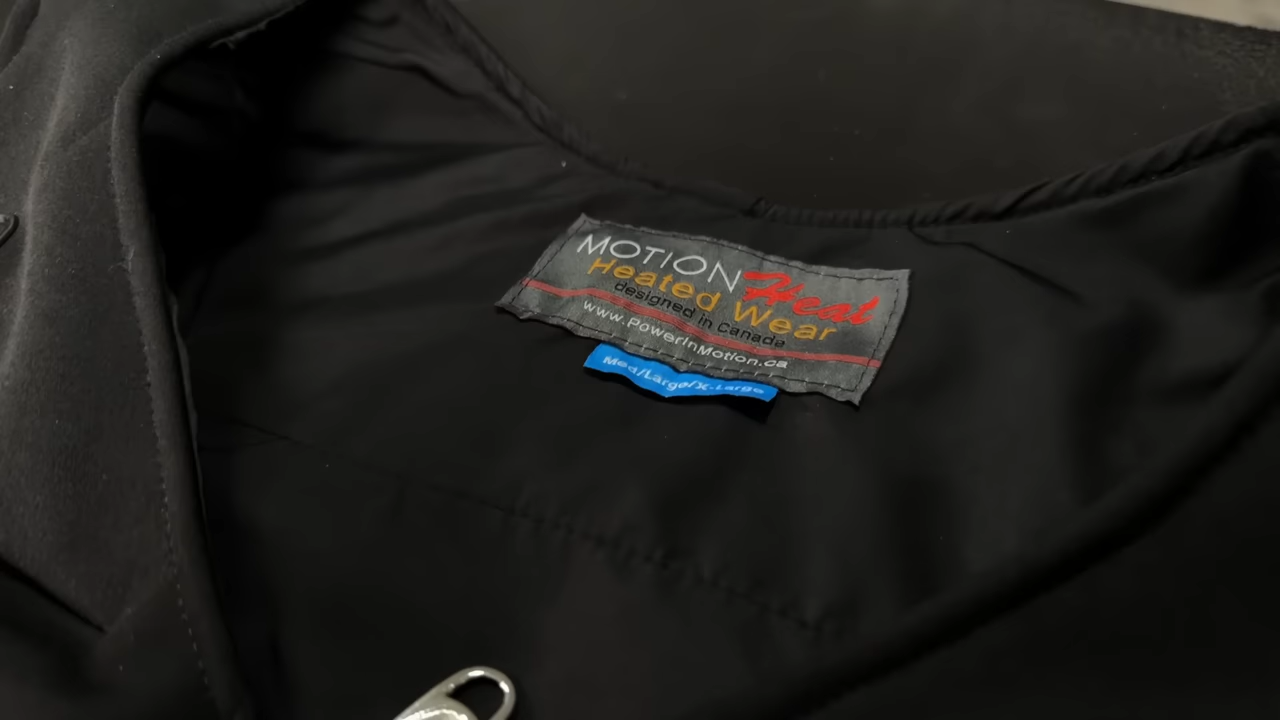 MOTION Heat
Heated Wear
designed in Canada
www.PowerInMotion.ca
Med/Large/X-Large